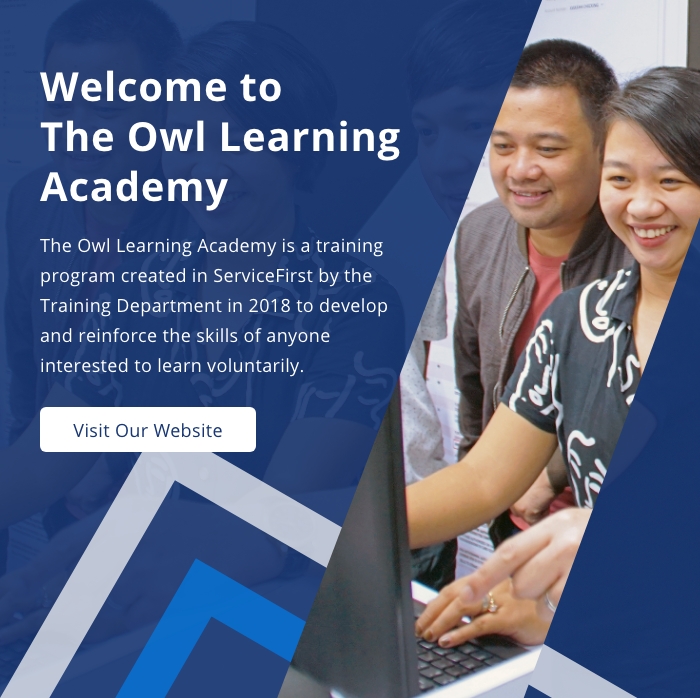 Welcome to
The Owl Learning
Academy
The Owl Learning Academy is a training
program created in ServiceFirst by the
Training Department in 2018 to develop
and reinforce the skills of anyone
interested to learn voluntarily.
Visit Our Website